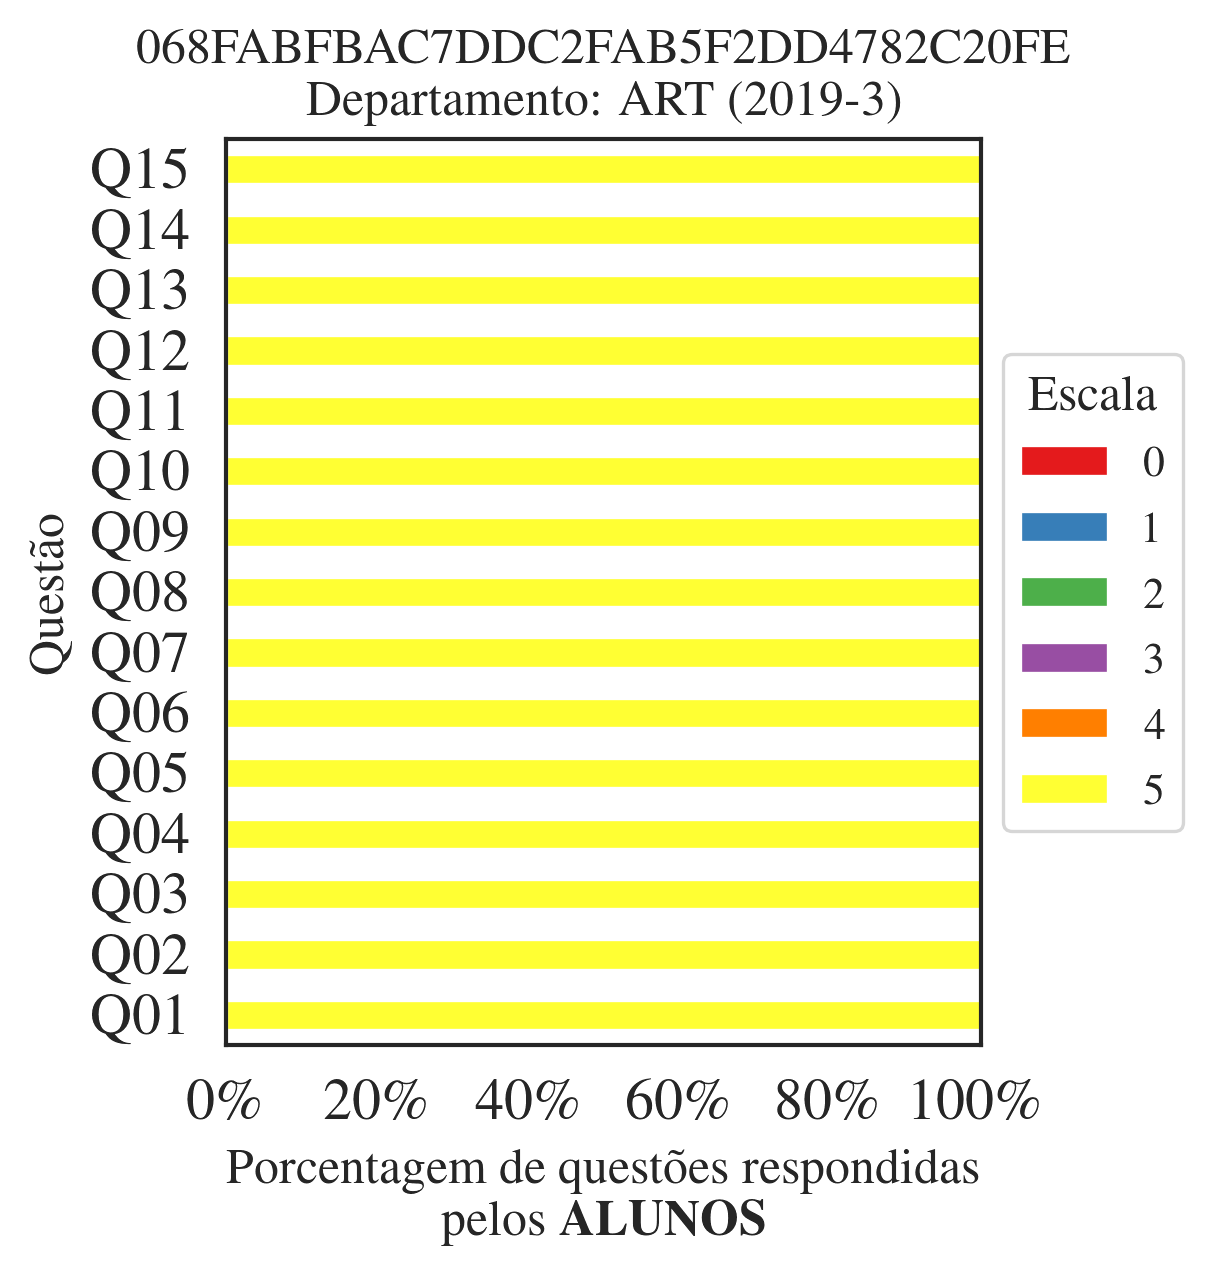 068FABFBAC7DDC2FAB5F2DD4782C20FE
Departamento: ART (2019-3)
Q15
Q14
Q13
Q12
Q11
Q10
Q09
Q08
Q07
Q06
Q05
Q04
Q03
Q02
Q01
Questão
0% 20% 40% 60% 80% 100%
Porcentagem de questões respondidas
pelos ALUNOS
Escala
0
1
2
3
4
5